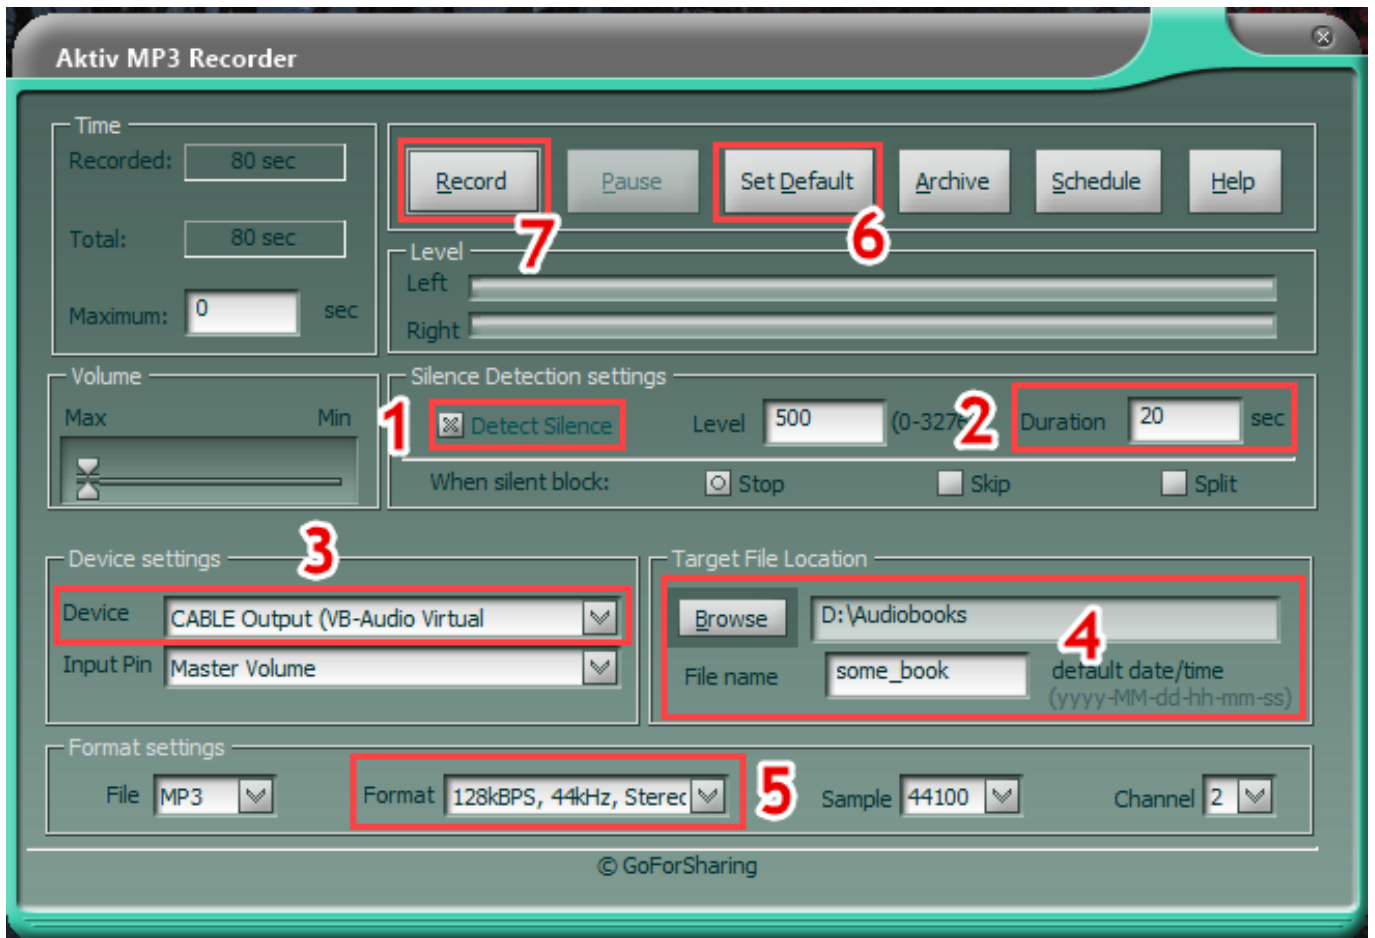 Aktiv MP3 Recorder
Time
Recorded: 80 sec
Total: 80 sec
Maximum: 0 sec
Record Pause Set Default Archive Schedule Help
7 6
Level
Left
Right
Volume
Max Min
Silence Detection settings
1 Detect Silence Level 500 (0-3276 2 Duration 20 sec
When silent block: Stop Skip Split
3
Device settings
Device CABLE Output (VB-Audio Virtual
Input Pin Master Volume
Target File Location
Browse D:\Audiobooks
4
File name some_book default date/time
(yyyy-MM-dd-hh-mm-ss)
Format settings
File MP3 Format 128kBPS, 44kHz, Stereo 5 Sample 44100 Channel 2
© GoForSharing